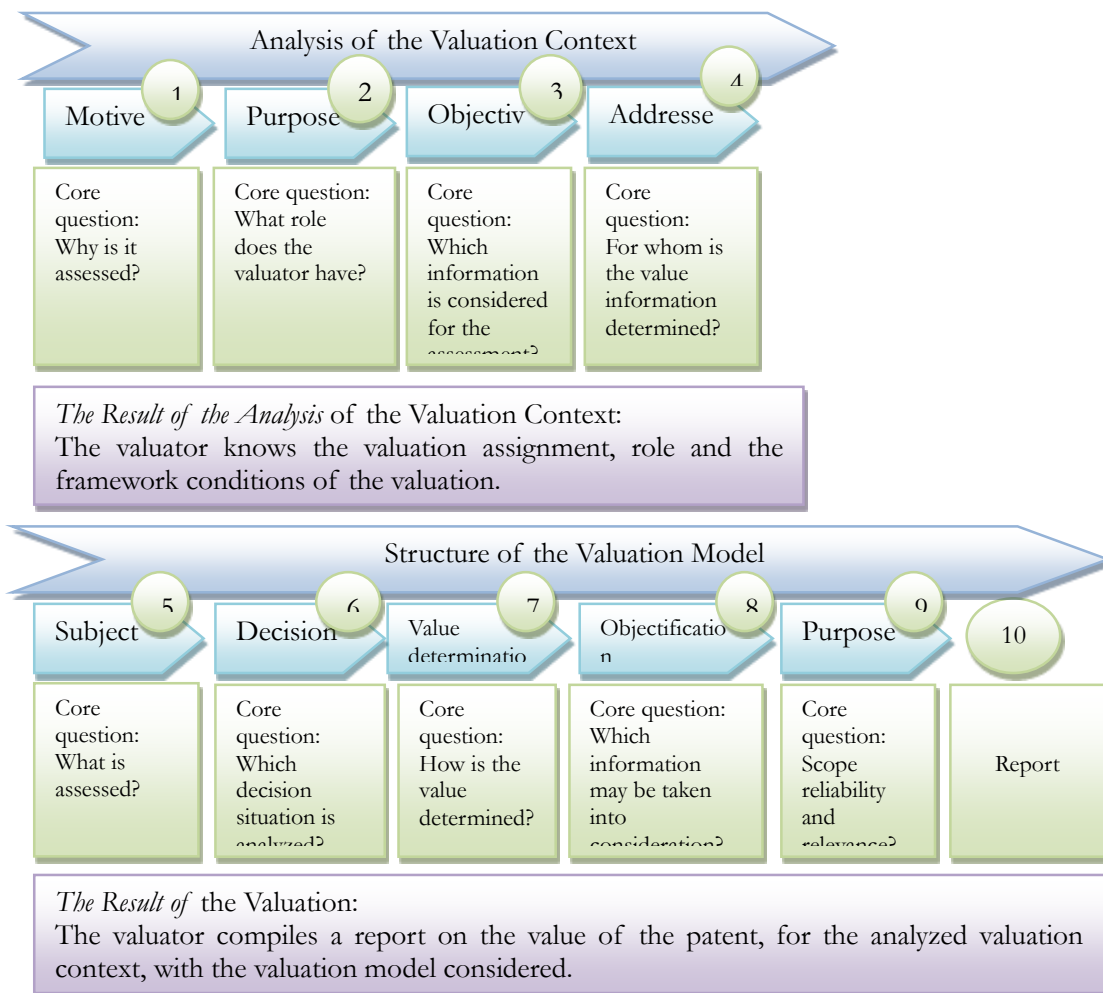 Analysis of the Valuation Context
1
2
3
4
Motive
Purpose
Objectiv
Addresse
Core
question:
Why is it
assessed?
Core question:
What role
does the
valuator have?
Core
question:
Which
information
is considered
for the
assessment?
Core
question:
For whom is
the value
information
determined?
The Result of the Analysis of the Valuation Context:
The valuator knows the valuation assignment, role and the
framework conditions of the valuation.
Structure of the Valuation Model
5
6
7
8
9
10
Subject
Decision
Value
determinatio
Objectificatio
n
Purpose
Core
question:
What is
assessed?
Core
question:
Which
decision
situation is
analyzed?
Core
question:
How is the
value
determined?
Core question:
Which
information
may be taken
into
consideration?
Core
question:
Scope
reliability
and
relevance?
Report
The Result of the Valuation:
The valuator compiles a report on the value of the patent, for the analyzed valuation
context, with the valuation model considered.